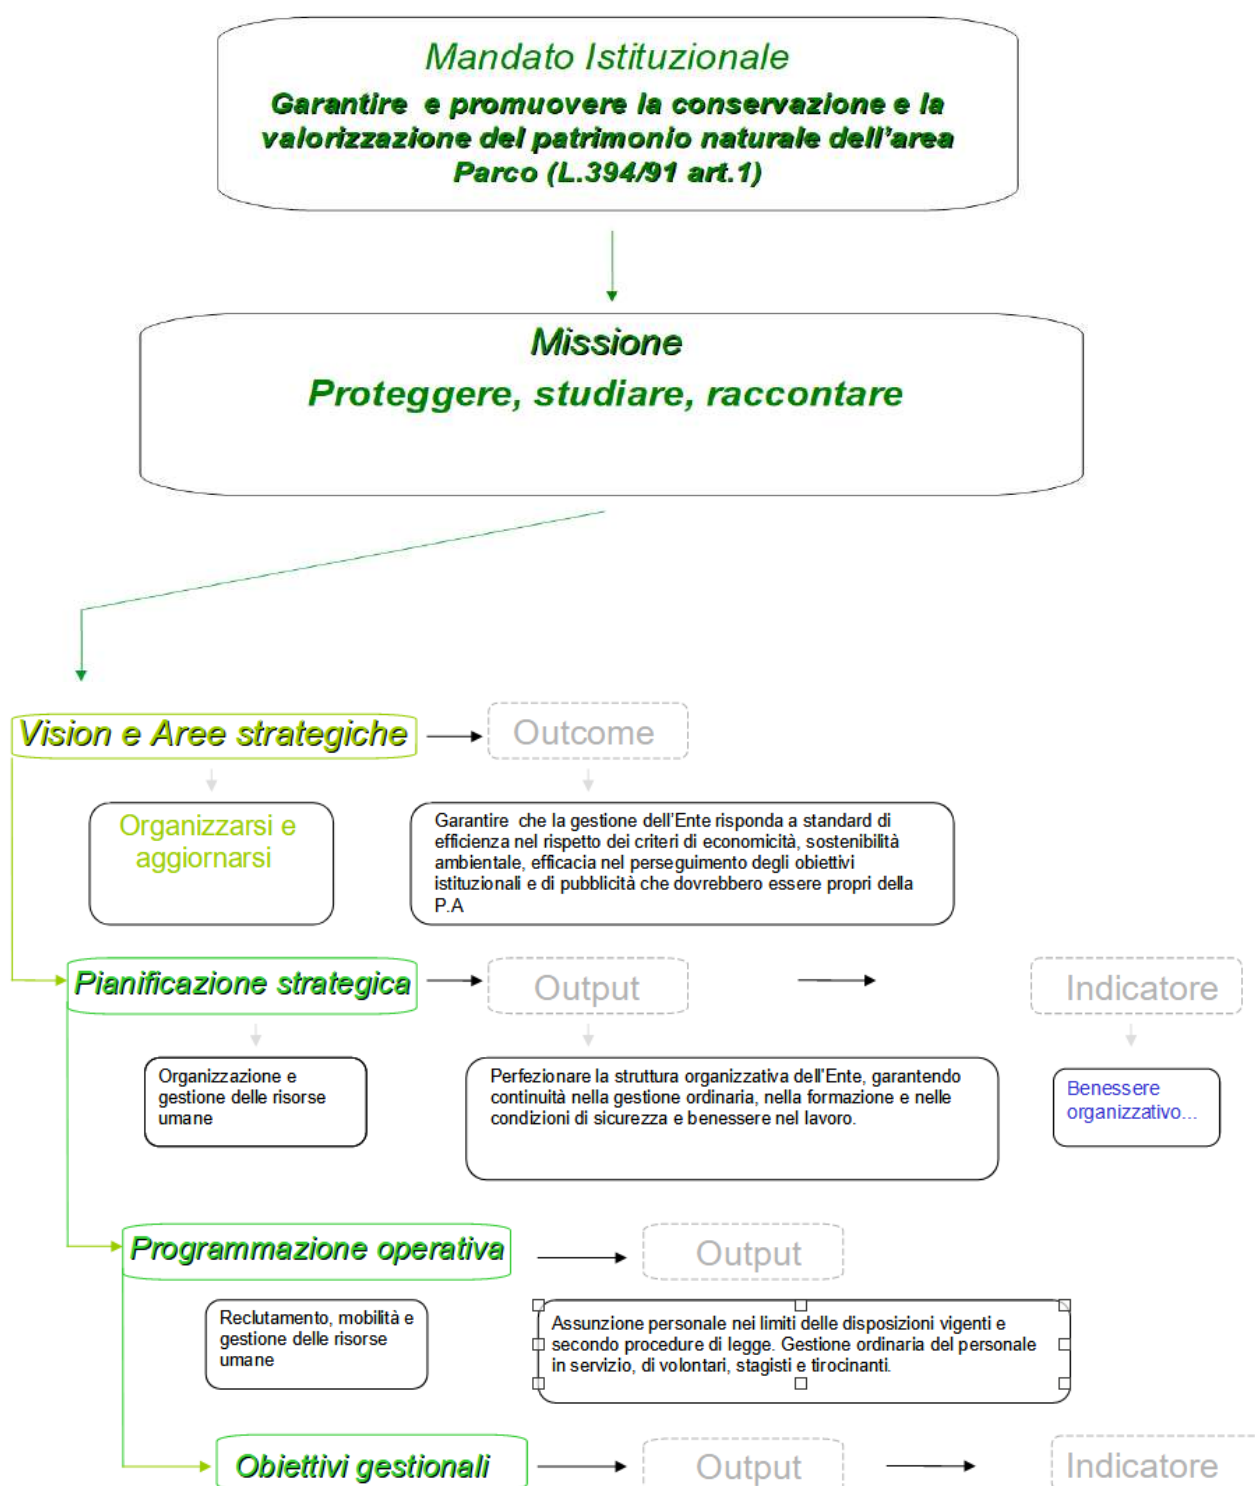 Mandato Istituzionale
Garantire e promuovere la conservazione e la
valorizzazione del patrimonio naturale dell'area
Parco (L.394/91 art.1)
Missione
Proteggere, studiare, raccontare
Vision e Aree strategiche
Outcome
Organizzarsi e
aggiornarsi
Garantire che la gestione dell'Ente risponda a standard di
efficienza nel rispetto dei criteri di economicità, sostenibilità
ambientale, efficacia nel perseguimento degli obiettivi
istituzionali e di pubblicità che dovrebbero essere propri della
P.A
Pianificazione strategica
Output
Indicatore
Organizzazione e
gestione delle risorse
umane
Perfezionare la struttura organizzativa dell'Ente, garantendo
continuità nella gestione ordinaria, nella formazione e nelle
condizioni di sicurezza e benessere nel lavoro.
Benessere
organizzativo...
Programmazione operativa
Output
Reclutamento, mobilità e
gestione delle risorse
umane
Assunzione personale nei limiti delle disposizioni vigenti e
secondo procedure di legge. Gestione ordinaria del personale
in servizio, di volontari, stagisti e tirocinanti.
Obiettivi gestionali
Output
Indicatore